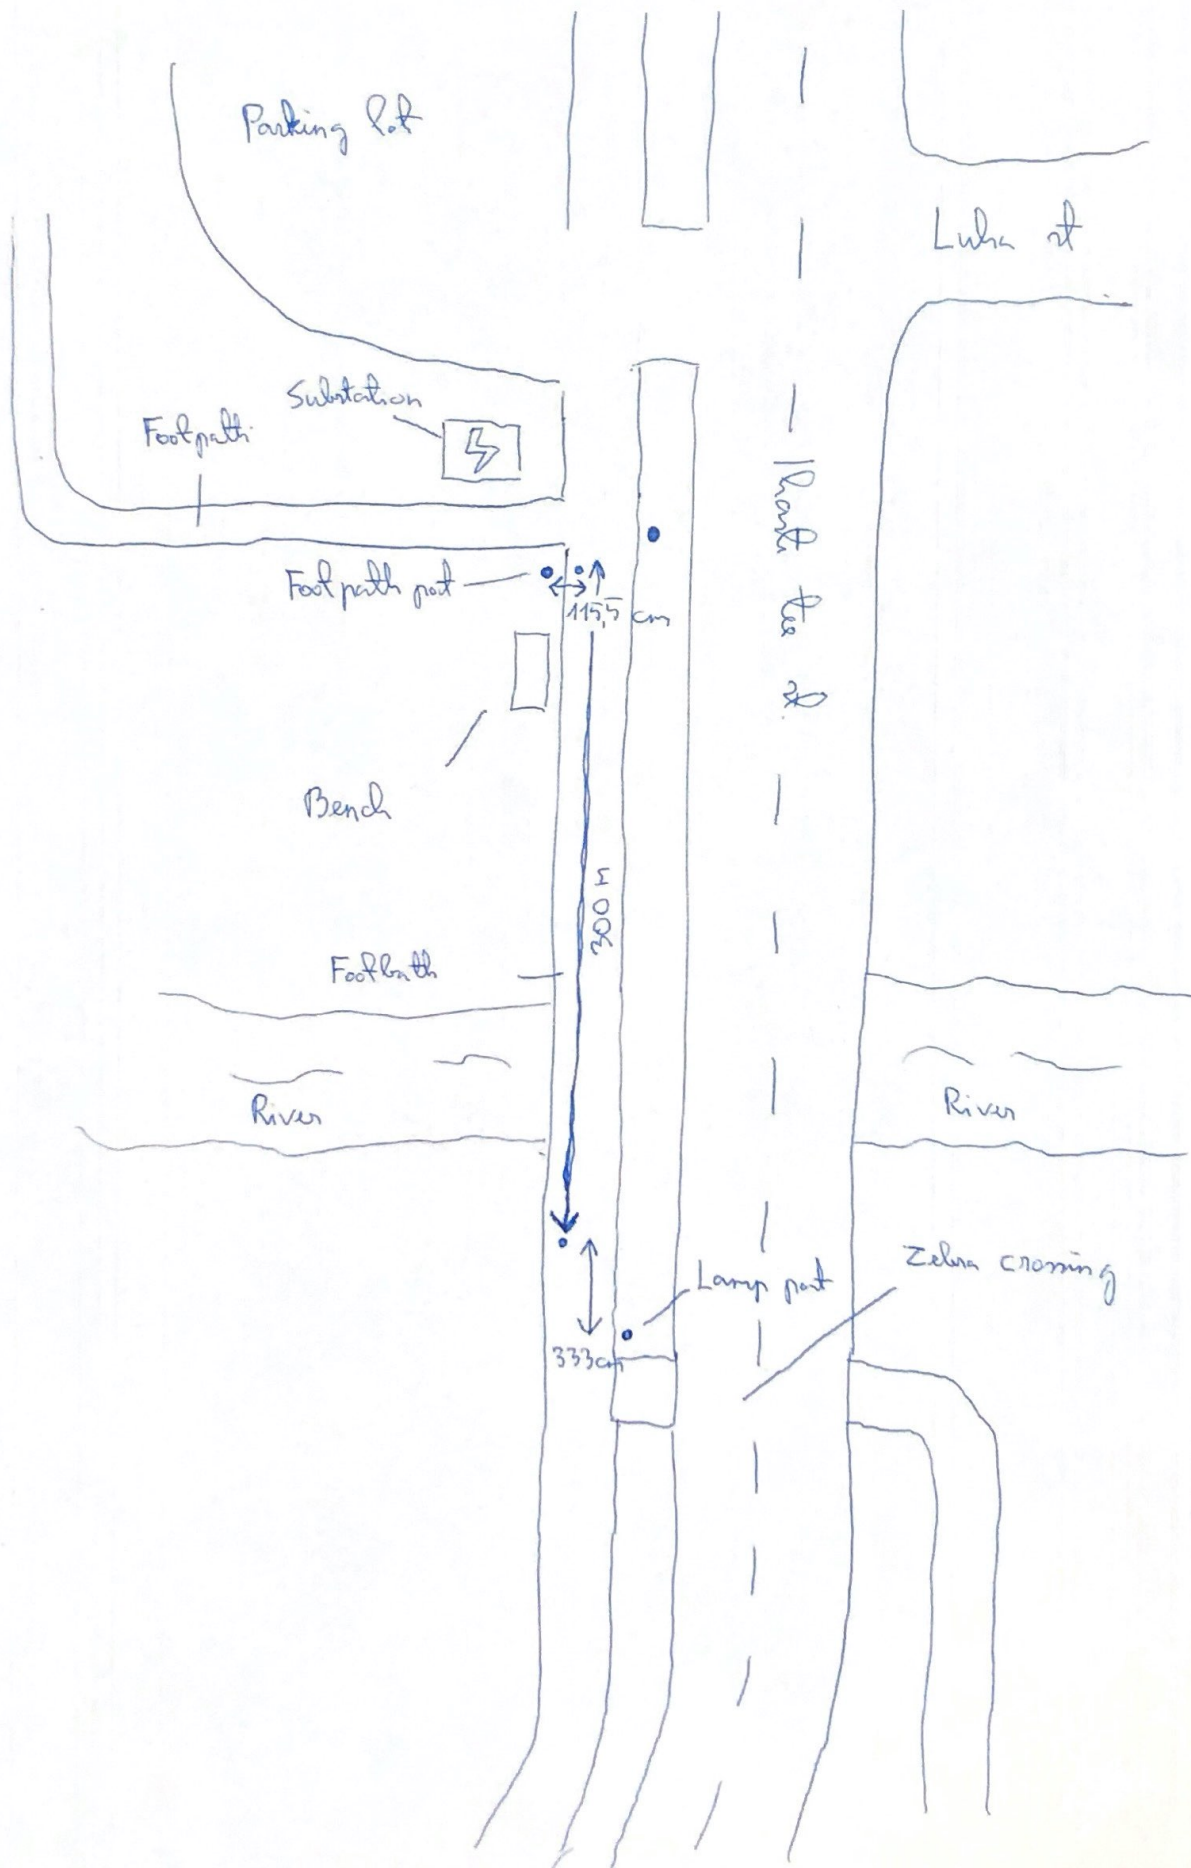 Parking lot
Luha st
Substation
Footpath
Footpath post
115,5 cm
Bench
300 m
Footbath
River
River
Lamp post
Zebra crossing
333cm